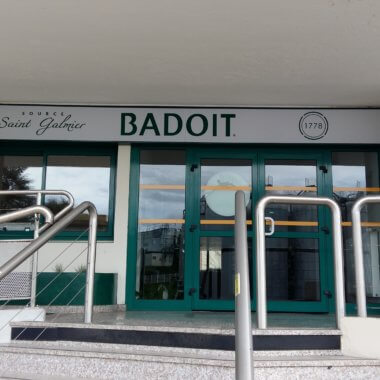 SOURCE
Saint Galmier
BADOIT
1778